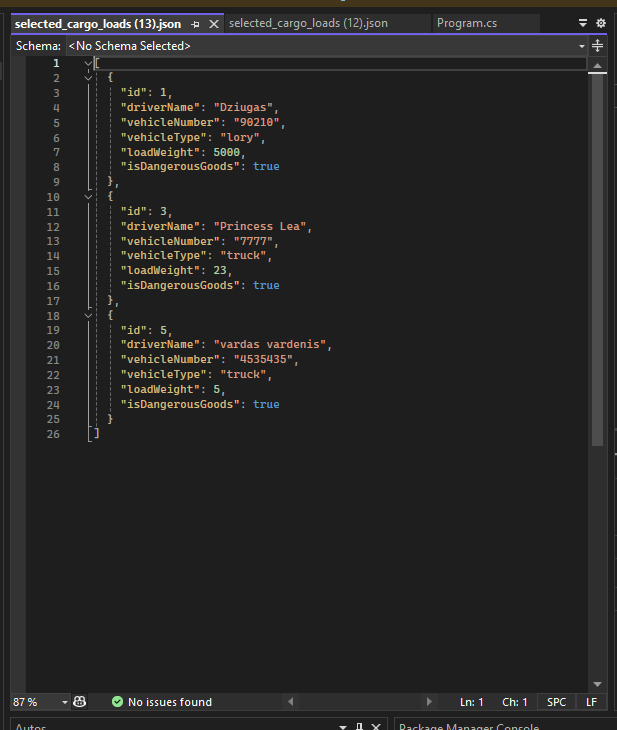 selected_cargo_loads (13).json selected_cargo_loads (12).json Program.cs
Schema: <No Schema Selected>
1 [
2 {
3 "id": 1,
4 "driverName": "Dziugas",
5 "vehicleNumber": "90210",
6 "vehicleType": "lory",
7 "loadWeight": 5000,
8 "isDangerousGoods": true
9 },
10 {
11 "id": 3,
12 "driverName": "Princess Lea",
13 "vehicleNumber": "7777",
14 "vehicleType": "truck",
15 "loadWeight": 23,
16 "isDangerousGoods": true
17 },
18 {
19 "id": 5,
20 "driverName": "vardas vardenis",
21 "vehicleNumber": "4535435",
22 "vehicleType": "truck",
23 "loadWeight": 5,
24 "isDangerousGoods": true
25 }
26 ]
87 % No issues found Ln: 1 Ch: 1 SPC LF
Autos Package Manager Console